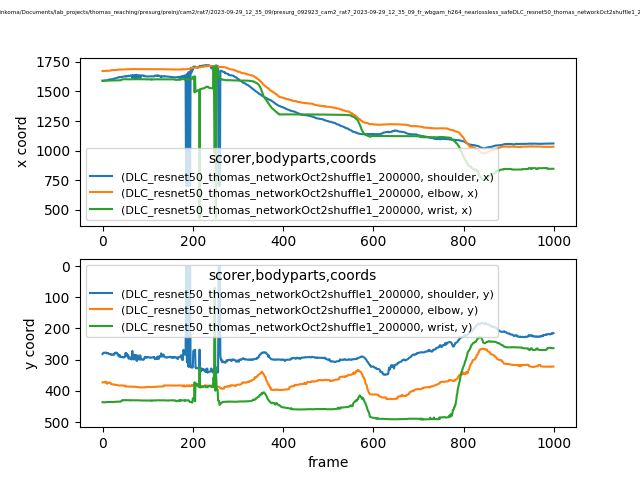 inkoma/Documents/lab_projects/thomas_reaching/presurg/prein/cam2/rat7/2023-09-29_12_35_09/presurg_092923_cam2_rat7_2023-09-29_12_35_09_fr_wbgam_h264_nearlossless_safeDLC_resnet50_thomas_networkOct2shuffle1_2
1750
1500
1250
1000
750
500
x coord
scorer,bodyparts,coords
(DLC_resnet50_thomas_networkOct2shuffle1_200000, shoulder, x)
(DLC_resnet50_thomas_networkOct2shuffle1_200000, elbow, x)
(DLC_resnet50_thomas_networkOct2shuffle1_200000, wrist, x)
0 200 400 600 800 1000
0
100
200
300
400
500
y coord
scorer,bodyparts,coords
(DLC_resnet50_thomas_networkOct2shuffle1_200000, shoulder, y)
(DLC_resnet50_thomas_networkOct2shuffle1_200000, elbow, y)
(DLC_resnet50_thomas_networkOct2shuffle1_200000, wrist, y)
0 200 400 600 800 1000
frame